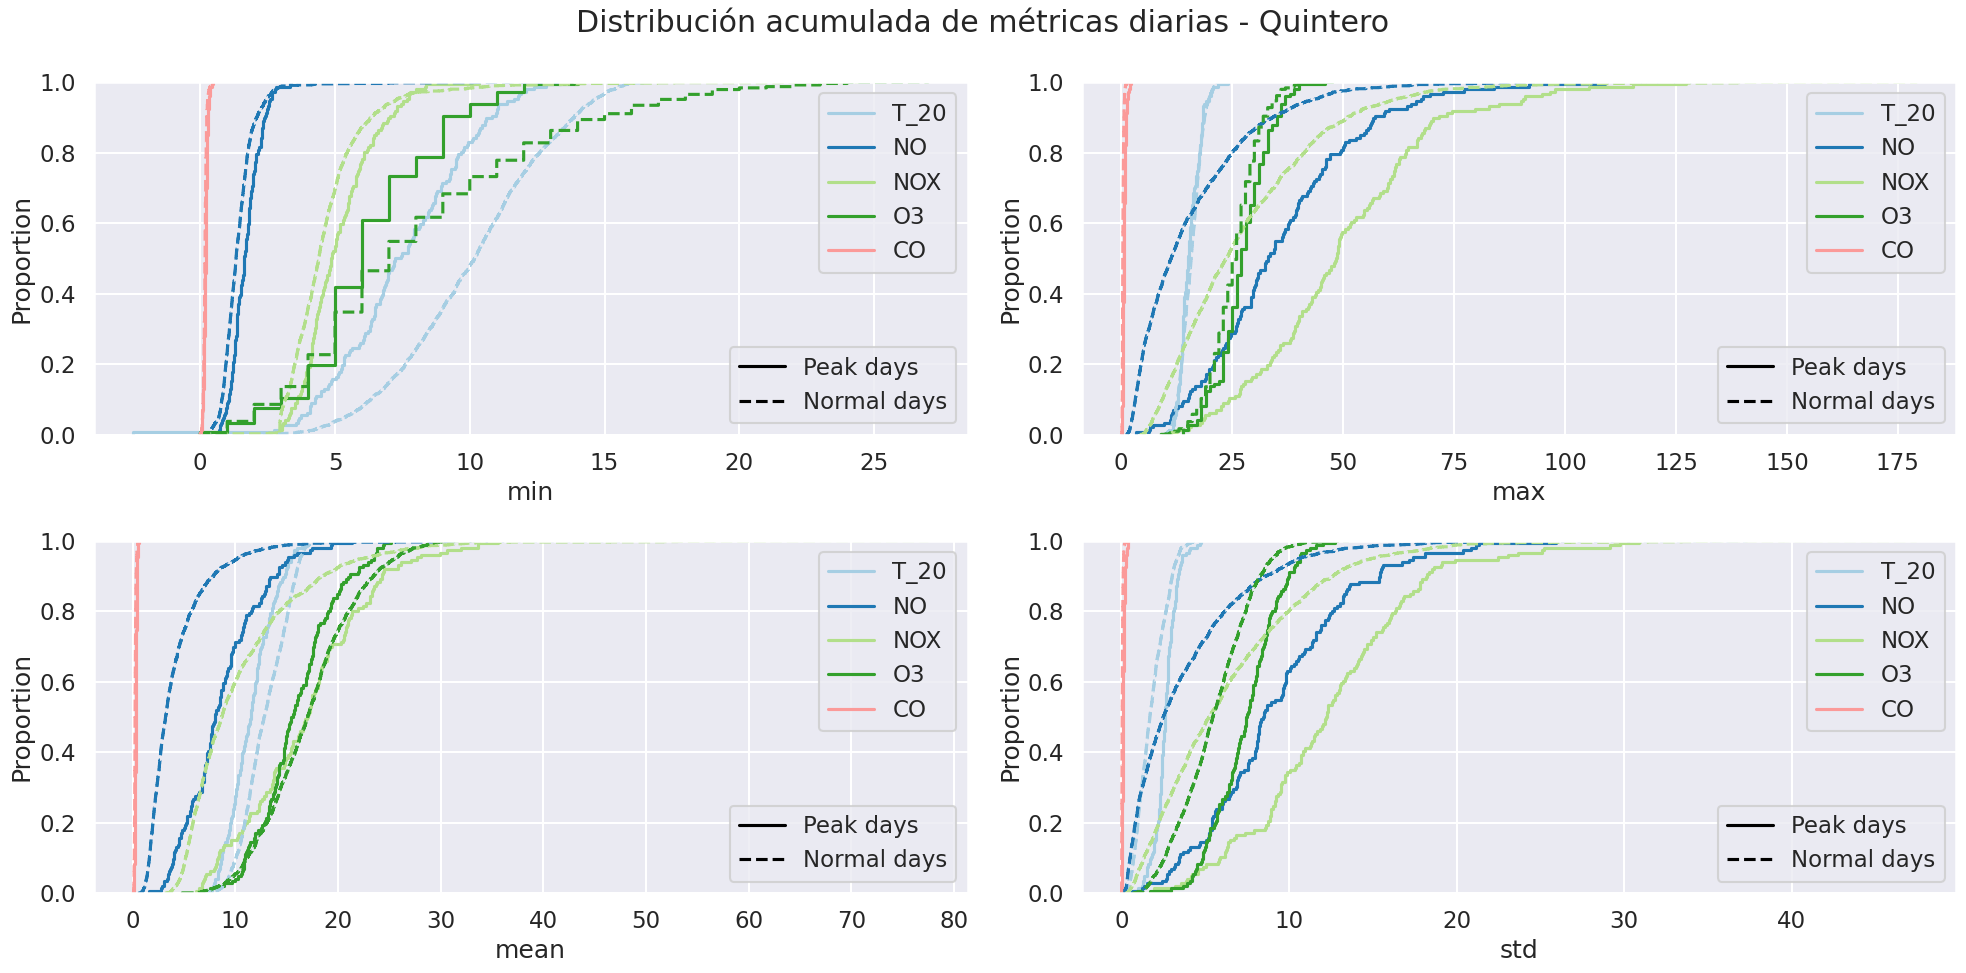 Distribución acumulada de métricas diarias - Quintero
Proportion
1.0
0.8
0.6
0.4
0.2
0.0
T_20
NO
NOX
O3
CO
Peak days
Normal days
0 5 10 15 20 25
min
Proportion
1.0
0.8
0.6
0.4
0.2
0.0
T_20
NO
NOX
O3
CO
Peak days
Normal days
0 25 50 75 100 125 150 175
max
Proportion
1.0
0.8
0.6
0.4
0.2
0.0
T_20
NO
NOX
O3
CO
Peak days
Normal days
0 10 20 30 40 50 60 70 80
mean
Proportion
1.0
0.8
0.6
0.4
0.2
0.0
T_20
NO
NOX
O3
CO
Peak days
Normal days
0 10 20 30 40
std